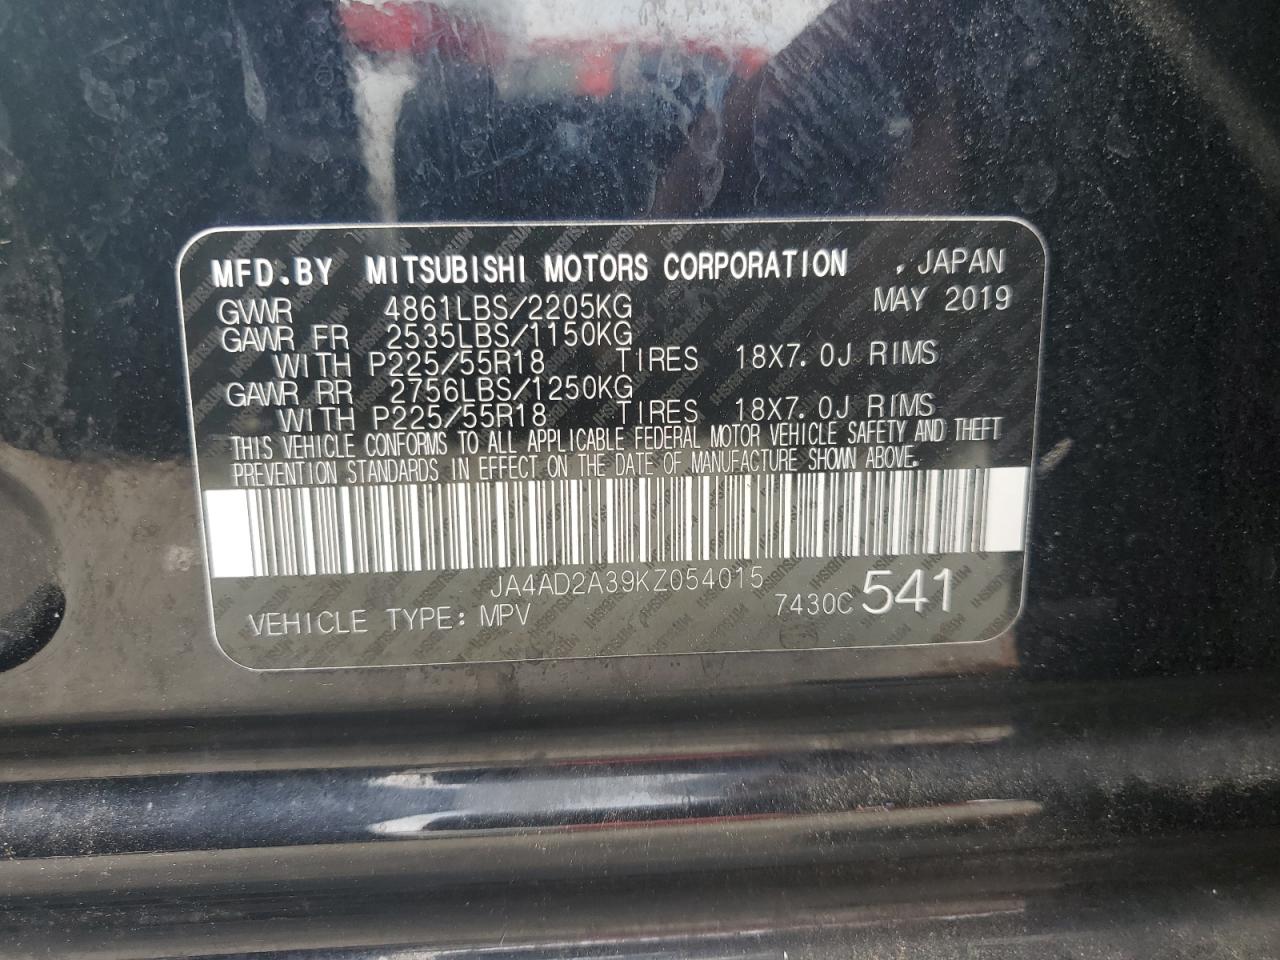 MFD.BY MITSUBISHI MOTORS CORPORATION , JAPAN
GVWR 4861LBS/2205KG MAY 2019
GAWR FR 2535LBS/1150KG
WITH P225/55R18 TIRES 18X7.0J RIMS
GAWR RR 2756LBS/1250KG
WITH P225/55R18 TIRES 18X7.0J RIMS
THIS VEHICLE CONFORMS TO ALL APPLICABLE FEDERAL MOTOR VEHICLE SAFETY AND THEFT
PREVENTION STANDARDS IN EFFECT ON THE DATE OF MANUFACTURE SHOWN ABOVE.
JA4AD2A39KZ054015
VEHICLE TYPE: MPV 7430C 541